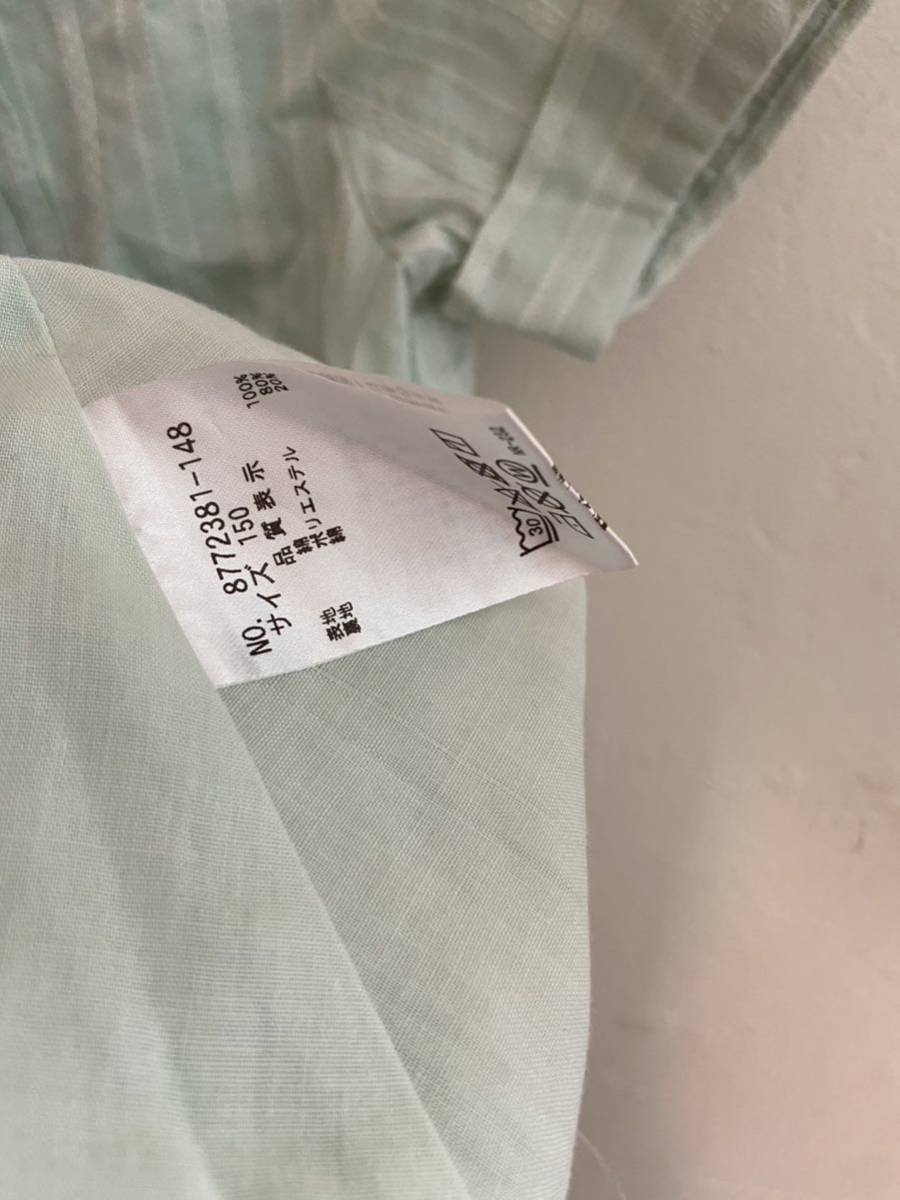 NO. 8772381-148
サイズ 150
品質表示
表地 綿 100%
裏地 ポリエステル 80%
綿 20%
30